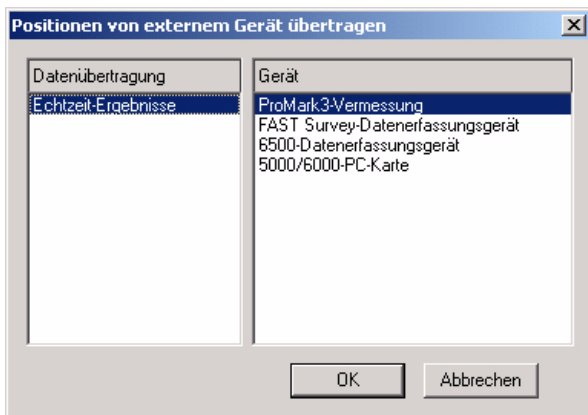 Positionen von externem Gerät übertragen
Datenübertragung
Echtzeit-Ergebnisse
Gerät
ProMark3-Vermessung
FAST Survey-Datenerfassungsgerät
6500-Datenerfassungsgerät
5000/6000-PC-Karte
OK
Abbrechen